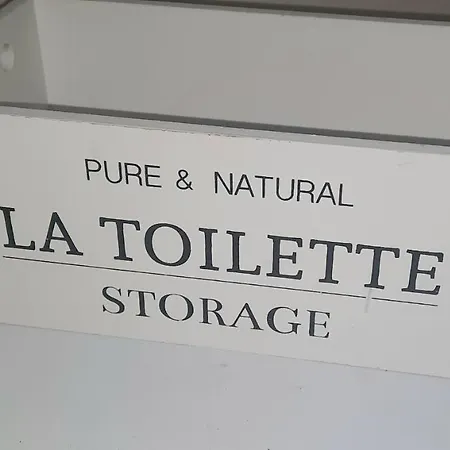 PURE & NATURAL
LA TOILETTE
STORAGE